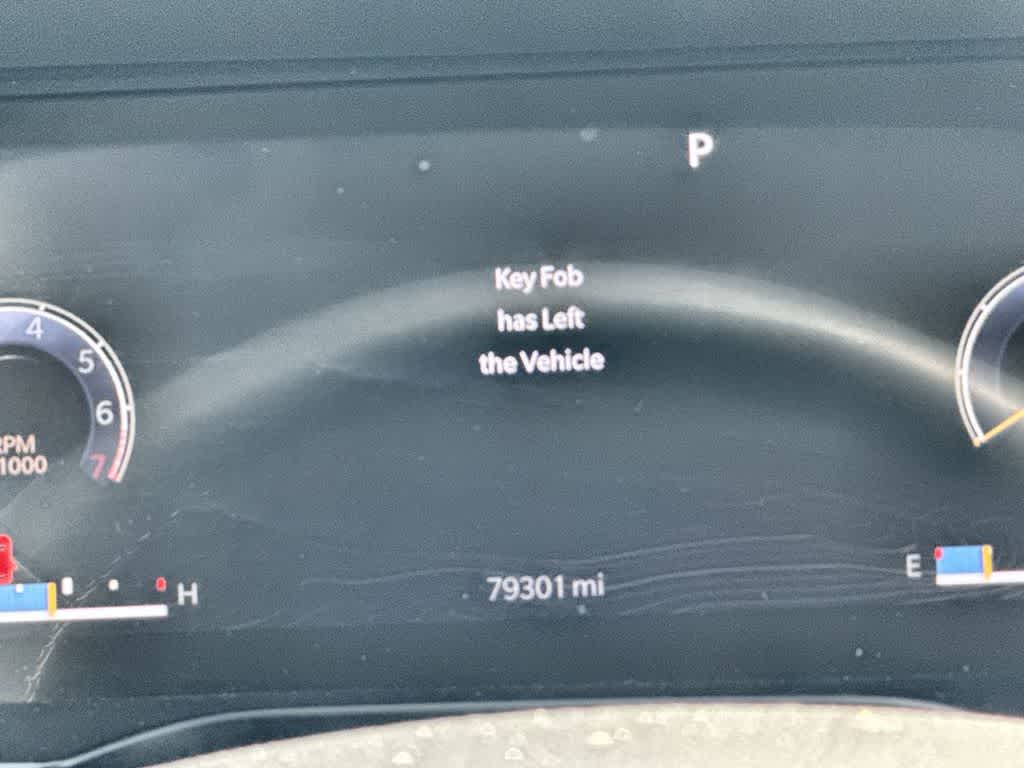 P
Key Fob
has Left
the Vehicle
4
5
6
7
RPM
1000
H
79301 mi
E